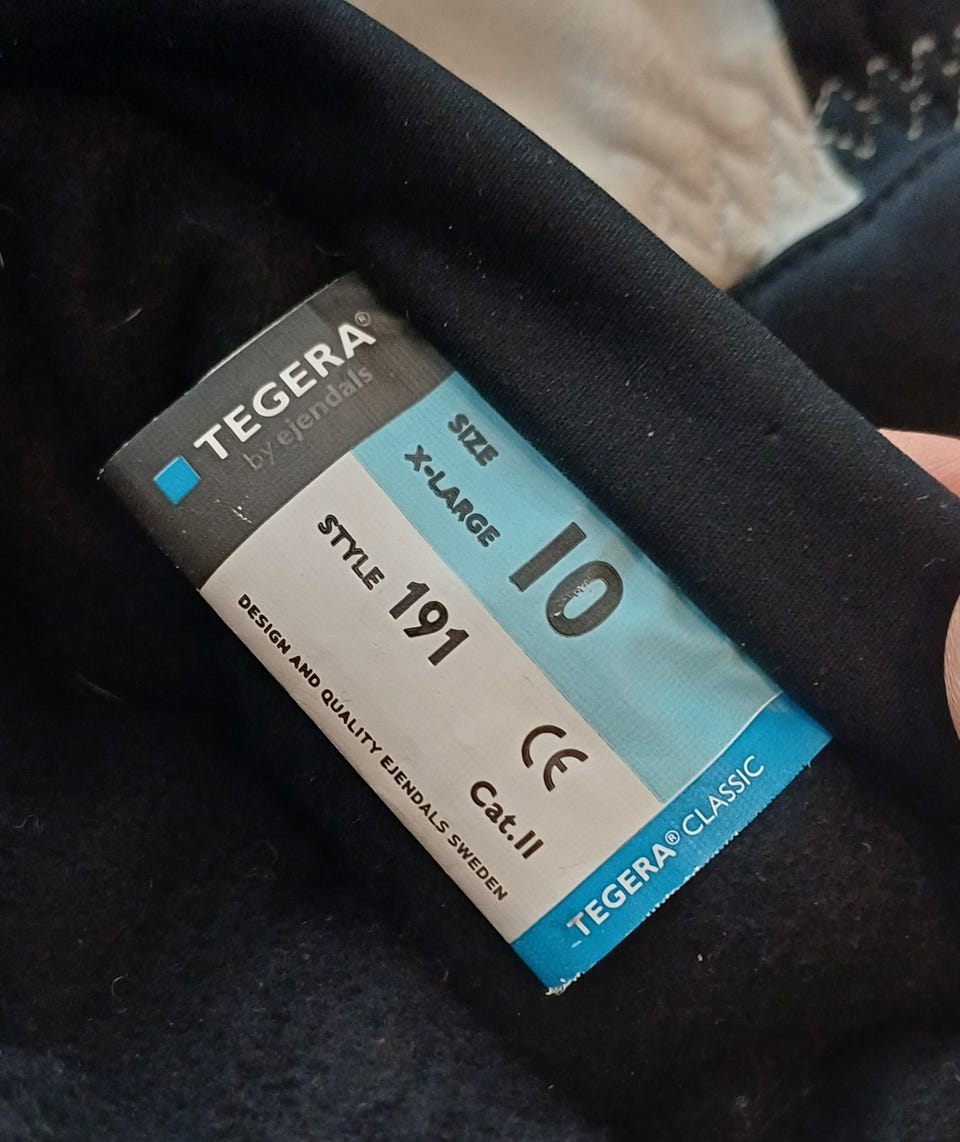 TEGERA®
by ejendals
SIZE
X-LARGE
10
STYLE 191
CE
Cat.II
DESIGN AND QUALITY EJENDALS SWEDEN
TEGERA® CLASSIC